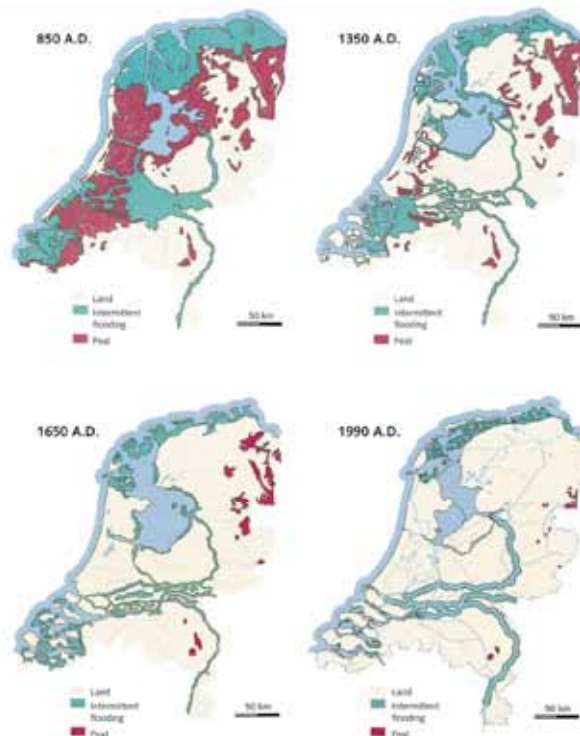 850 A.D.
1350 A.D.
Land
Intermittent
flooding
Peat
50 km
Land
Intermittent
flooding
Peat
50 km
1650 A.D.
1990 A.D.
Land
Intermittent
flooding
Peat
50 km
Land
Intermittent
flooding
Peat
50 km